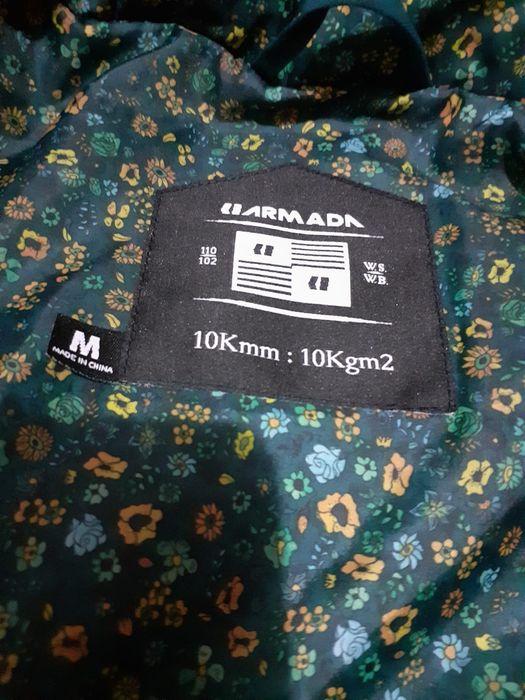 ARMADA
110
102
W.S.
W.B.
10Kmm : 10Kgm2
M
MADE IN CHINA